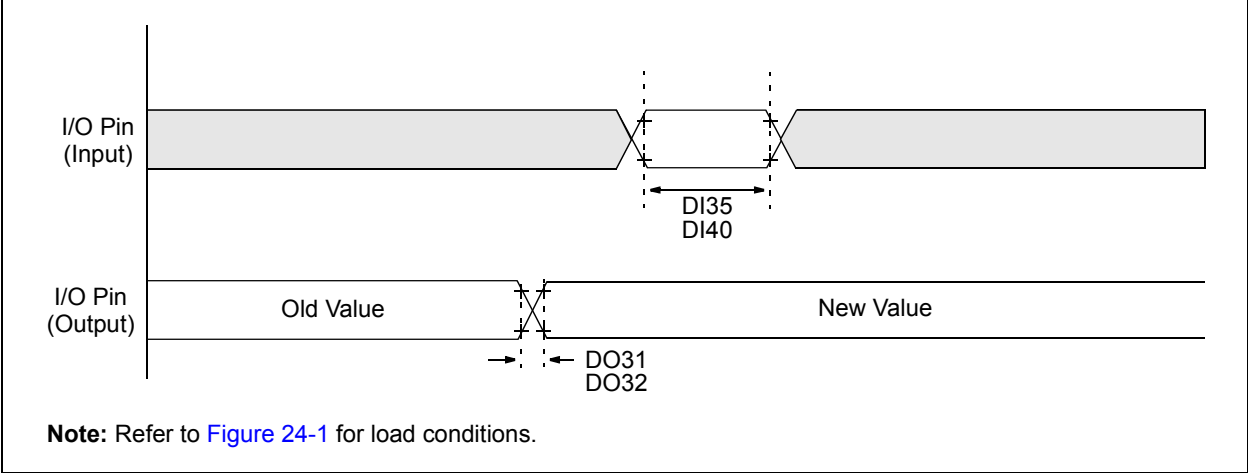 I/O Pin
(Input)
DI35
DI40
I/O Pin
(Output)
Old Value
New Value
DO31
DO32
Note: Refer to Figure 24-1 for load conditions.